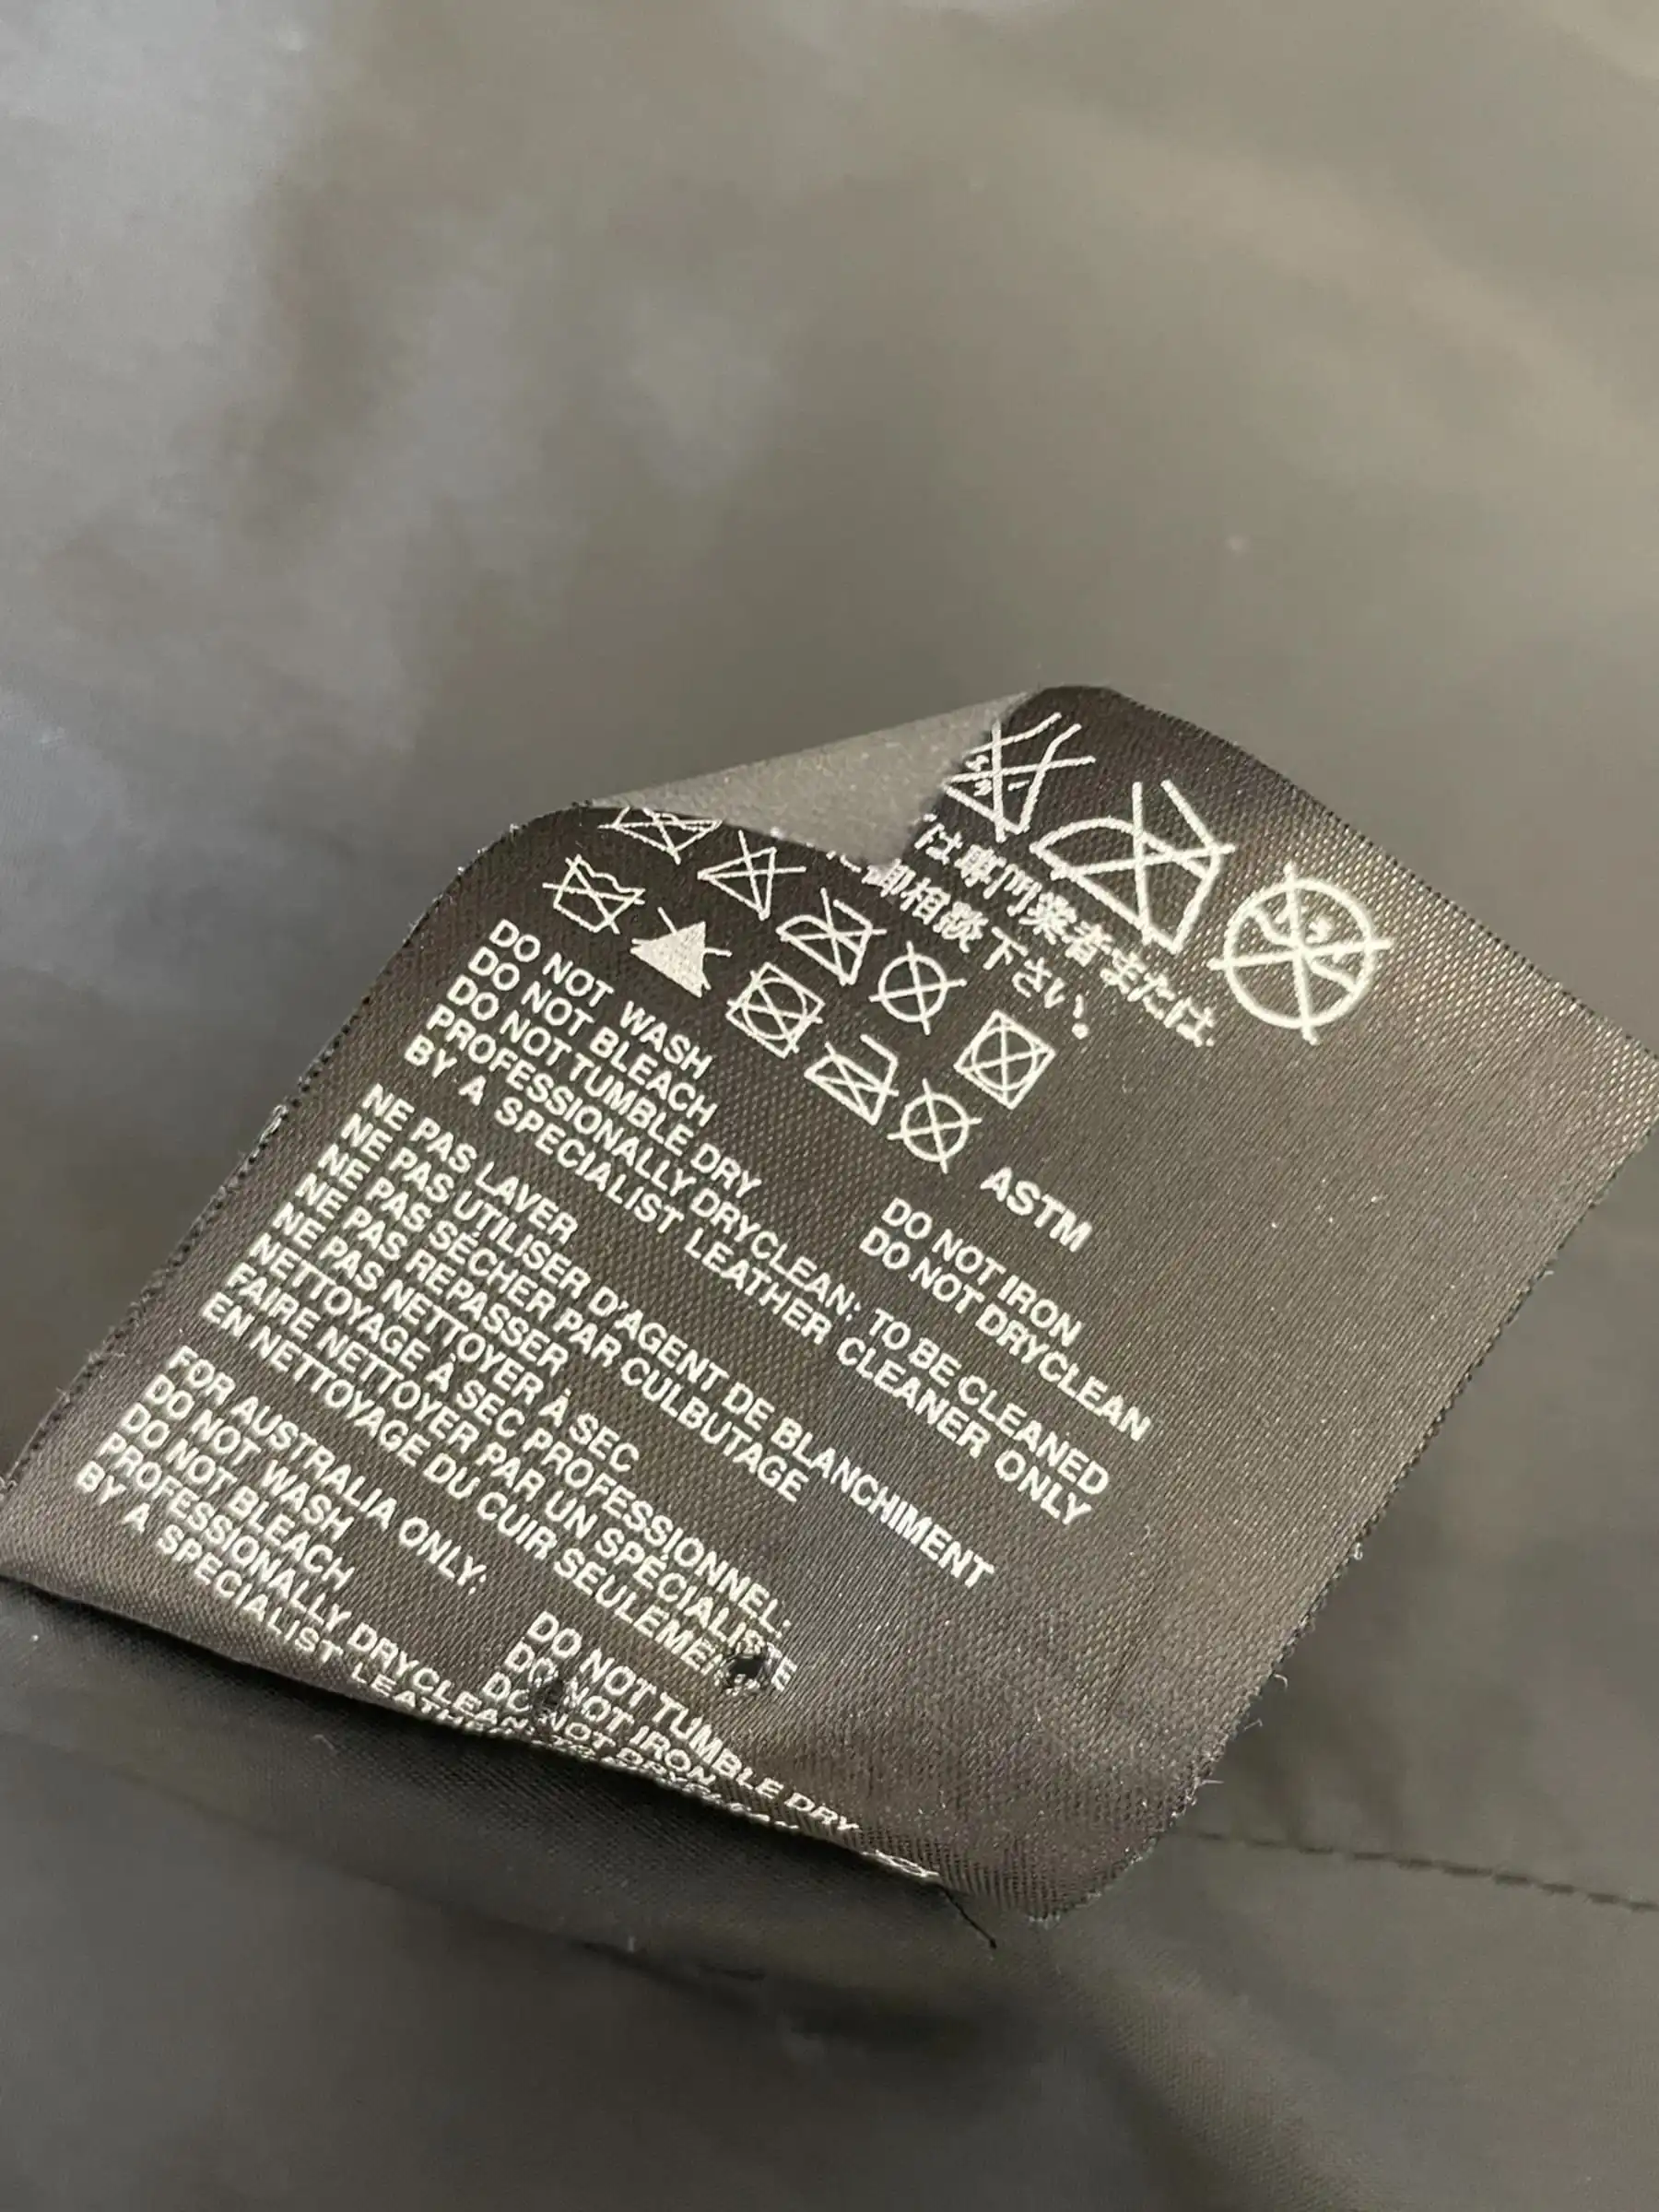 は専門業者または
御相談下さい。
ASTM
DO NOT WASH
DO NOT BLEACH
DO NOT TUMBLE DRY
DO NOT IRON
DO NOT DRYCLEAN
PROFESSIONALLY DRYCLEAN: TO BE CLEANED
BY A SPECIALIST LEATHER CLEANER ONLY
NE PAS LAVER
NE PAS UTILISER D'AGENT DE BLANCHIMENT
NE PAS SÉCHER PAR CULBUTAGE
NE PAS REPASSER
NE PAS NETTOYER À SEC
NETTOYAGE À SEC PROFESSIONNEL:
FAIRE NETTOYER PAR UN SPÉCIALISTE
EN NETTOYAGE DU CUIR SEULEMENT
FOR AUSTRALIA ONLY:
DO NOT WASH
DO NOT BLEACH
DO NOT TUMBLE DRY
DO NOT IRON
DO NOT
PROFESSIONALLY DRYCLEAN:
BY A SPECIALIST LEATHER